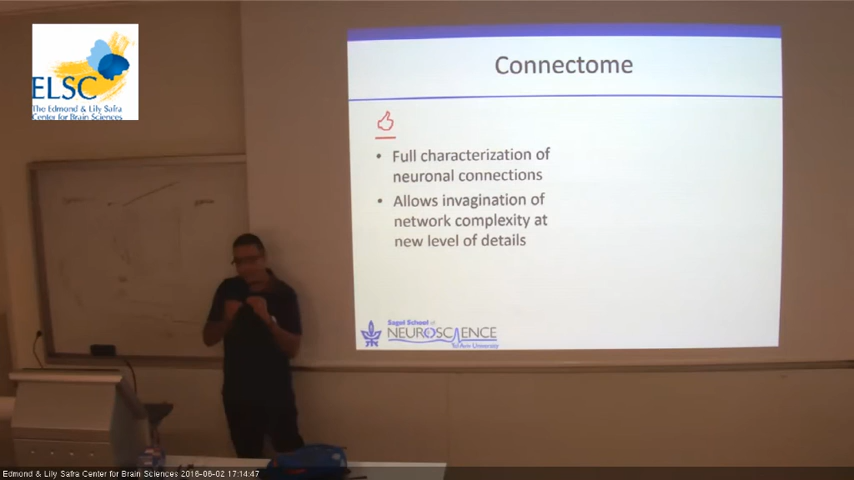 ELSC
The Edmond & Lily Safra
Center for Brain Sciences
Connectome
• Full characterization of
neuronal connections
• Allows invagination of
network complexity at
new level of details
Sagol School of
NEUROSCIENCE
Tel Aviv University
Edmond & Lily Safra Center for Brain Sciences 2016-06-02 17:14:47